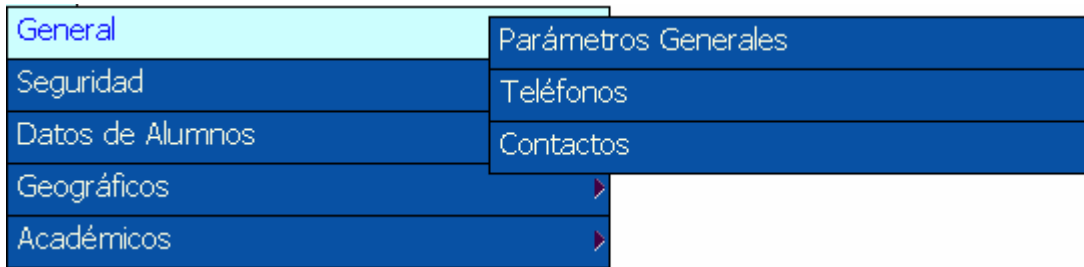 General
Seguridad
Datos de Alumnos
Geográficos
Académicos
Parámetros Generales
Teléfonos
Contactos